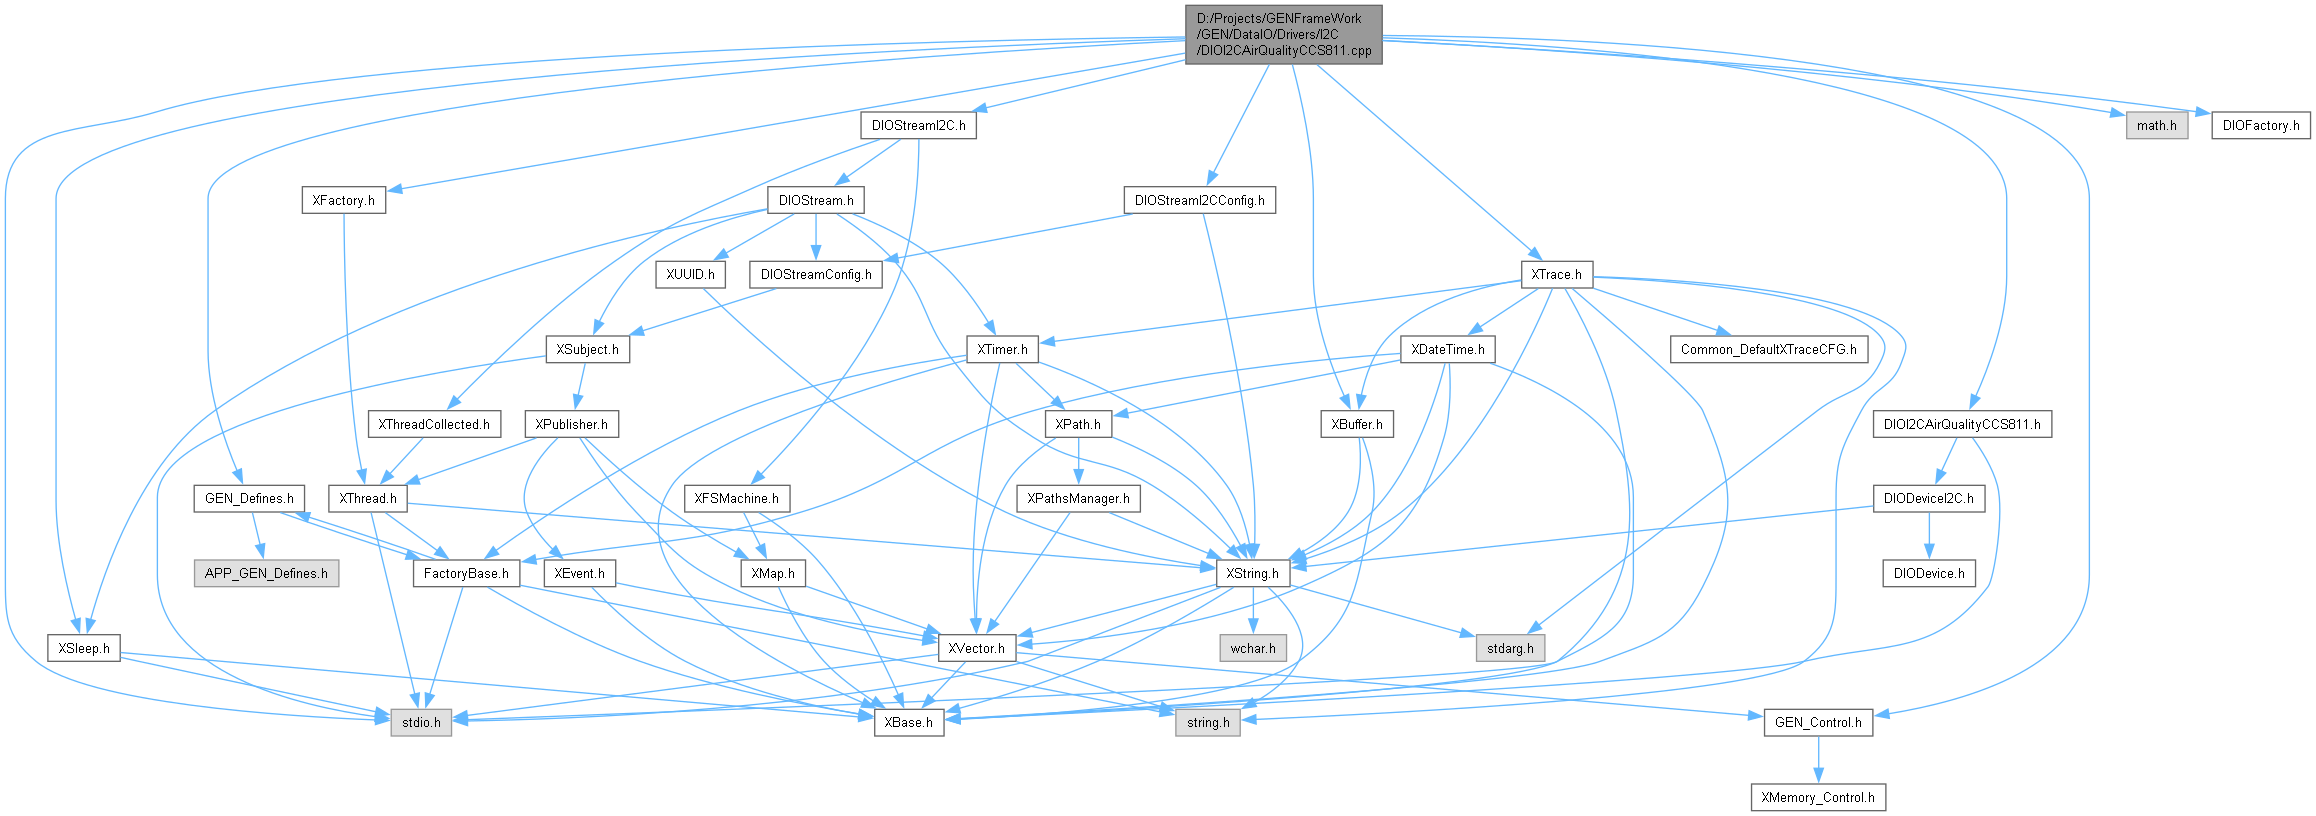 D:/Projects/GENFrameWork
/GEN/DataIO/Drivers/I2C
/DIOI2CAirQualityCCS811.cpp
DIOStreamI2C.h
math.h
DIOFactory.h
XFactory.h
DIOStream.h
DIOStreamI2CConfig.h
XUUID.h
DIOStreamConfig.h
XTrace.h
XSubject.h
XTimer.h
XDateTime.h
Common_DefaultXTraceCFG.h
XThreadCollected.h
XPublisher.h
XPath.h
XBuffer.h
DIOI2CAirQualityCCS811.h
GEN_Defines.h
XThread.h
XFSMachine.h
XPathsManager.h
DIODeviceI2C.h
APP_GEN_Defines.h
FactoryBase.h
XEvent.h
XMap.h
XString.h
DIODevice.h
XSleep.h
XVector.h
wchar.h
stdarg.h
stdio.h
XBase.h
string.h
GEN_Control.h
XMemory_Control.h